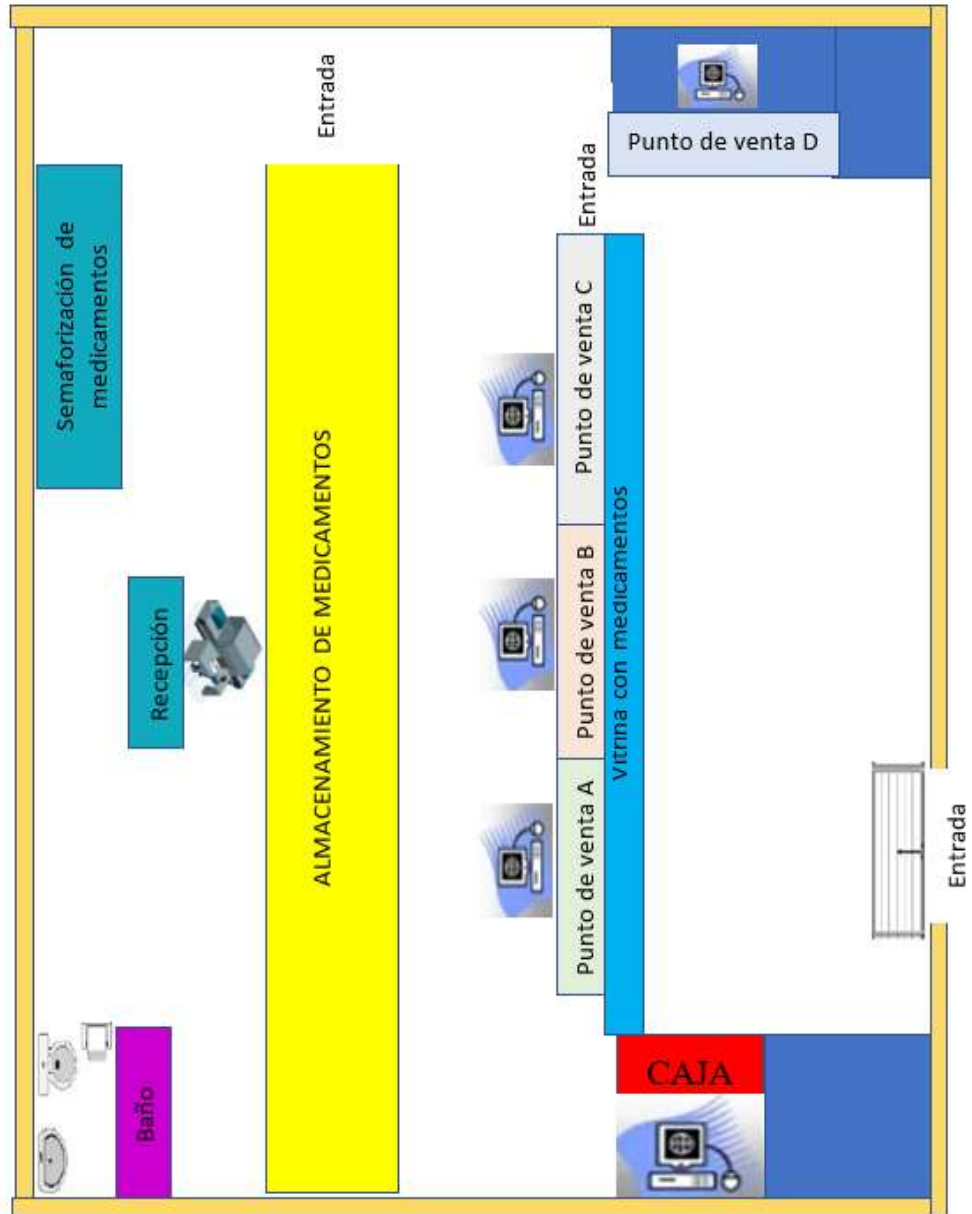 Entrada
Semaforización de
medicamentos
Punto de venta D
Entrada
Punto de venta C
ALMACENAMIENTO DE MEDICAMENTOS
Recepción
Punto de venta B
Vitrina con medicamentos
Punto de venta A
Entrada
Baño
CAJA